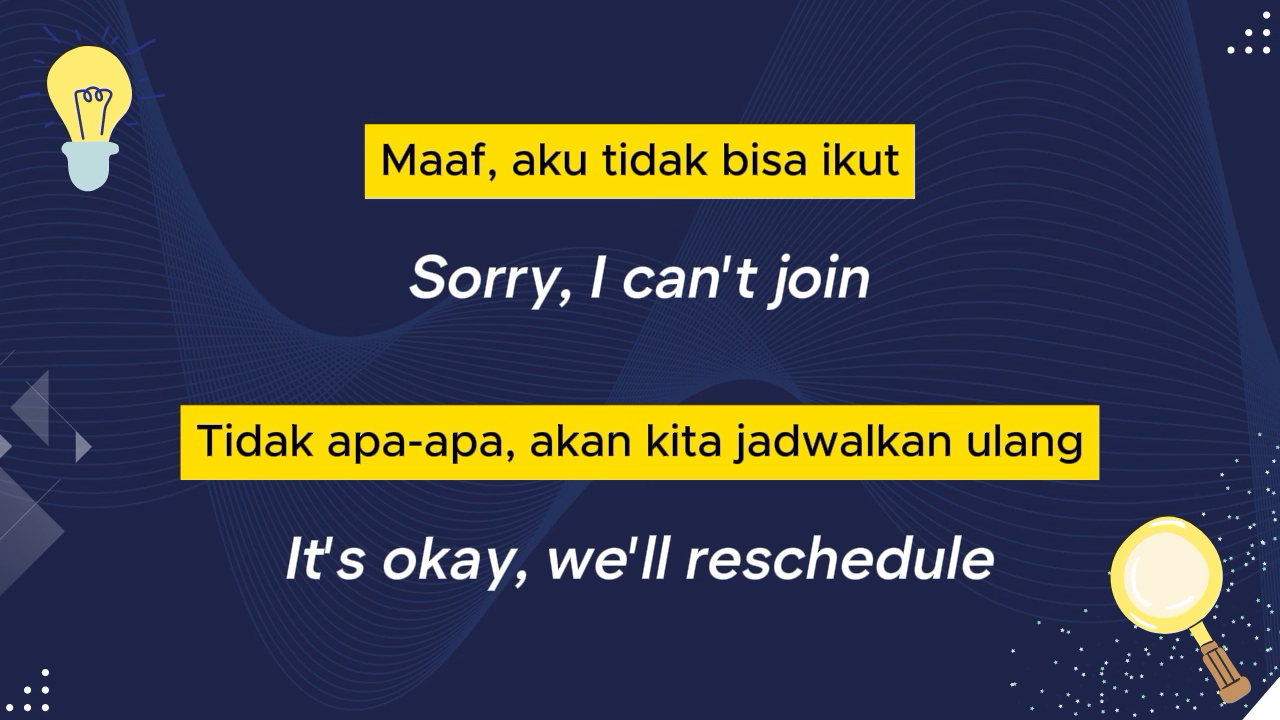 Maaf, aku tidak bisa ikut
Sorry, I can't join
Tidak apa-apa, akan kita jadwalkan ulang
It's okay, we'll reschedule